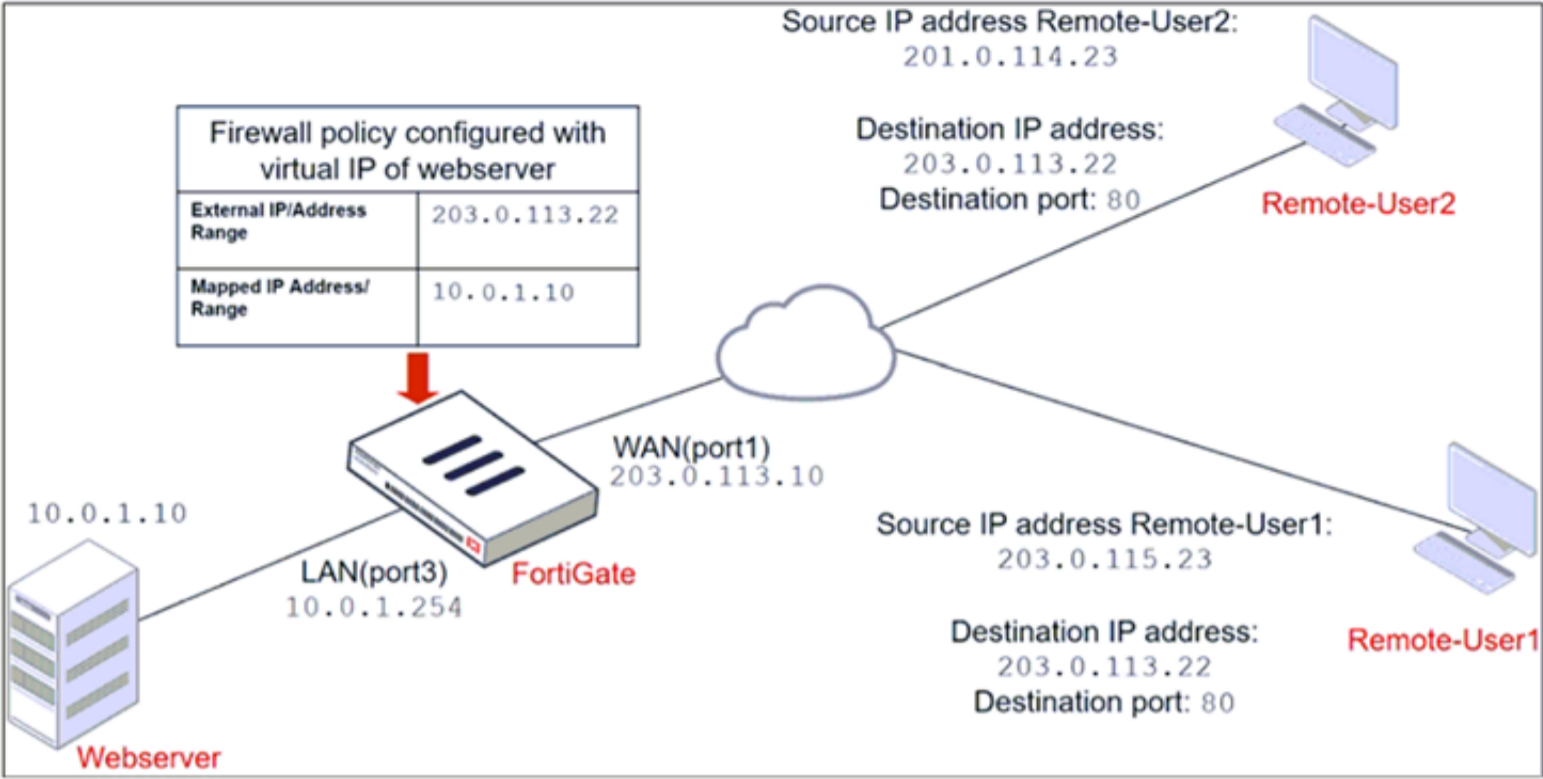 Source IP address Remote-User2:
201.0.114.23
Destination IP address:
203.0.113.22
Destination port: 80
Remote-User2
Firewall policy configured with
virtual IP of webserver
External IP/Address
Range
203.0.113.22
Mapped IP Address/
Range
10.0.1.10
WAN(port1)
203.0.113.10
10.0.1.10
LAN(port3)
10.0.1.254
FortiGate
Webserver
Source IP address Remote-User1:
203.0.115.23
Destination IP address:
203.0.113.22
Destination port: 80
Remote-User1